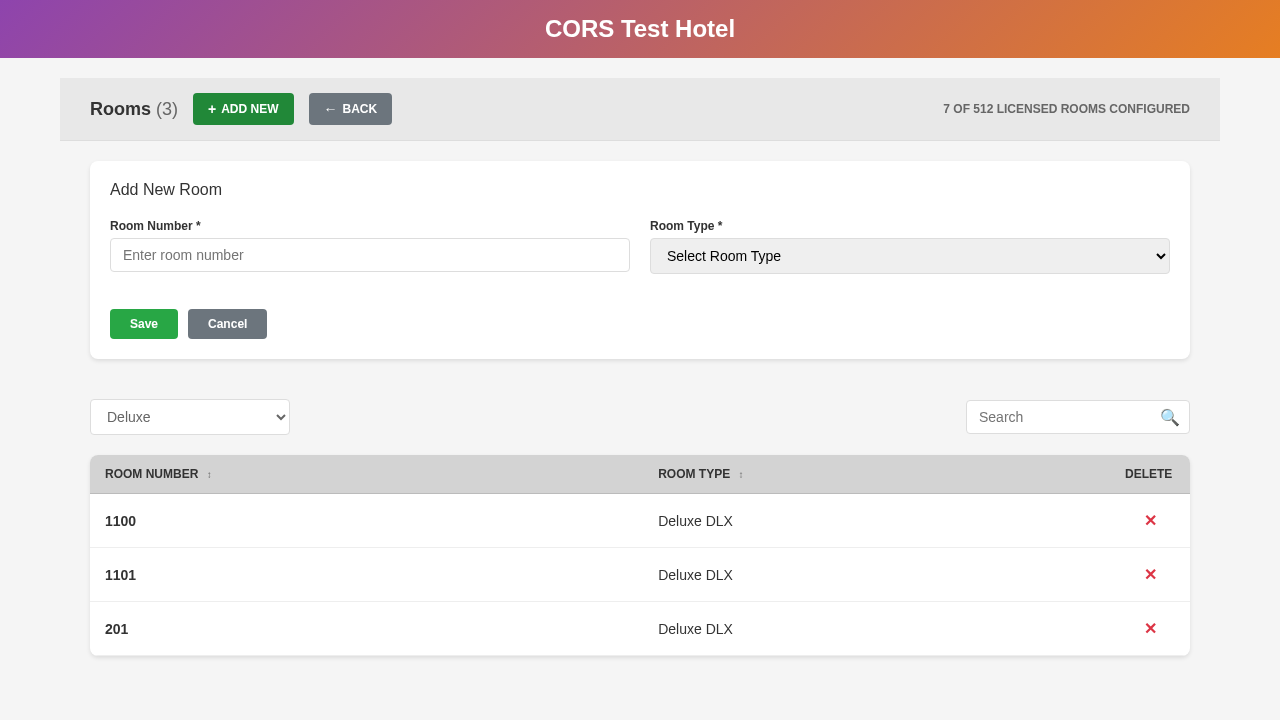 CORS Test Hotel
Rooms (3) + ADD NEW ← BACK 7 OF 512 LICENSED ROOMS CONFIGURED
Add New Room
Room Number * Room Type *
Enter room number Select Room Type
Save Cancel
Deluxe Search
ROOM NUMBER ↕ ROOM TYPE ↕ DELETE
1100 Deluxe DLX ✕
1101 Deluxe DLX ✕
201 Deluxe DLX ✕